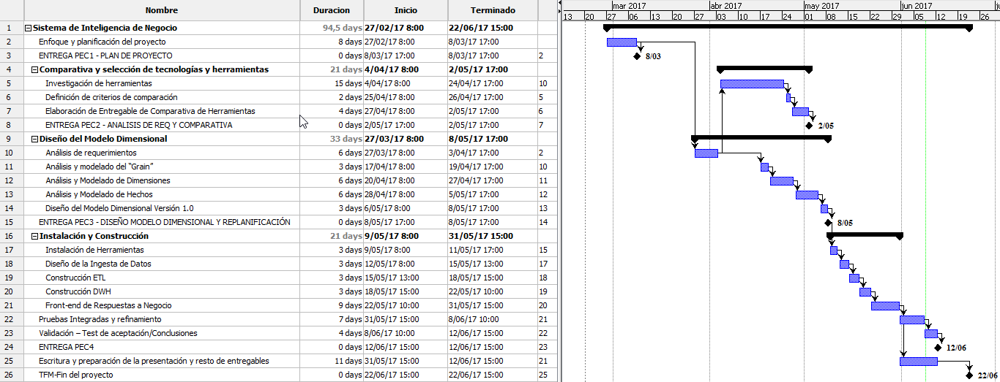 Nombre Duracion Inicio Terminado mar 2017 abr 2017 may 2017 jun 2017
13 20 27 06 13 20 27 03 10 17 24 01 08 15 22 29 05 12 19 26
1 Sistema de Inteligencia de Negocio 94,5 days 27/02/17 8:00 22/06/17 15:00
2 Enfoque y planificación del proyecto 8 days 27/02/17 8:00 8/03/17 17:00
3 ENTREGA PEC1 - PLAN DE PROYECTO 0 days 8/03/17 17:00 8/03/17 17:00 2 8/03
4 Comparativa y selección de tecnologías y herramientas 21 days 4/04/17 8:00 2/05/17 17:00
5 Investigación de herramientas 15 days 4/04/17 8:00 24/04/17 17:00 10
6 Definición de criterios de comparación 2 days 25/04/17 8:00 26/04/17 17:00 5
7 Elaboración de Entregable de Comparativa de Herramientas 4 days 27/04/17 8:00 2/05/17 17:00 6
8 ENTREGA PEC2 - ANALISIS DE REQ Y COMPARATIVA 0 days 2/05/17 17:00 2/05/17 17:00 7 2/05
9 Diseño del Modelo Dimensional 33 days 27/03/17 8:00 8/05/17 17:00
10 Análisis de requerimientos 6 days 27/03/17 8:00 3/04/17 17:00 2
11 Análisis y modelado del “Grain” 3 days 17/04/17 8:00 19/04/17 17:00 10
12 Análisis y Modelado de Dimensiones 6 days 20/04/17 8:00 27/04/17 17:00 11
13 Análisis y Modelado de Hechos 6 days 28/04/17 8:00 5/05/17 17:00 12
14 Diseño del Modelo Dimensional Versión 1.0 3 days 6/05/17 8:00 8/05/17 17:00 13
15 ENTREGA PEC3 - DISEÑO MODELO DIMENSIONAL Y REPLANIFICACIÓN 0 days 8/05/17 17:00 8/05/17 17:00 14 8/05
16 Instalación y Construcción 21 days 9/05/17 8:00 31/05/17 15:00
17 Instalación de Herramientas 3 days 9/05/17 8:00 11/05/17 17:00 15
18 Diseño de la Ingesta de Datos 3 days 12/05/17 8:00 15/05/17 13:00 17
19 Construcción ETL 3 days 15/05/17 13:00 18/05/17 15:00 18
20 Construcción DWH 3 days 18/05/17 15:00 22/05/17 10:00 19
21 Front-end de Respuestas a Negocio 9 days 22/05/17 10:00 31/05/17 15:00 20
22 Pruebas Integradas y refinamiento 7 days 31/05/17 15:00 8/06/17 10:00 21
23 Validación – Test de aceptación/Conclusiones 4 days 8/06/17 10:00 12/06/17 15:00 22
24 ENTREGA PEC4 0 days 12/06/17 15:00 12/06/17 15:00 23 12/06
25 Escritura y preparación de la presentación y resto de entregables 11 days 31/05/17 15:00 12/06/17 15:00 21
26 TFM-Fin del proyecto 0 days 22/06/17 15:00 22/06/17 15:00 25 22/06